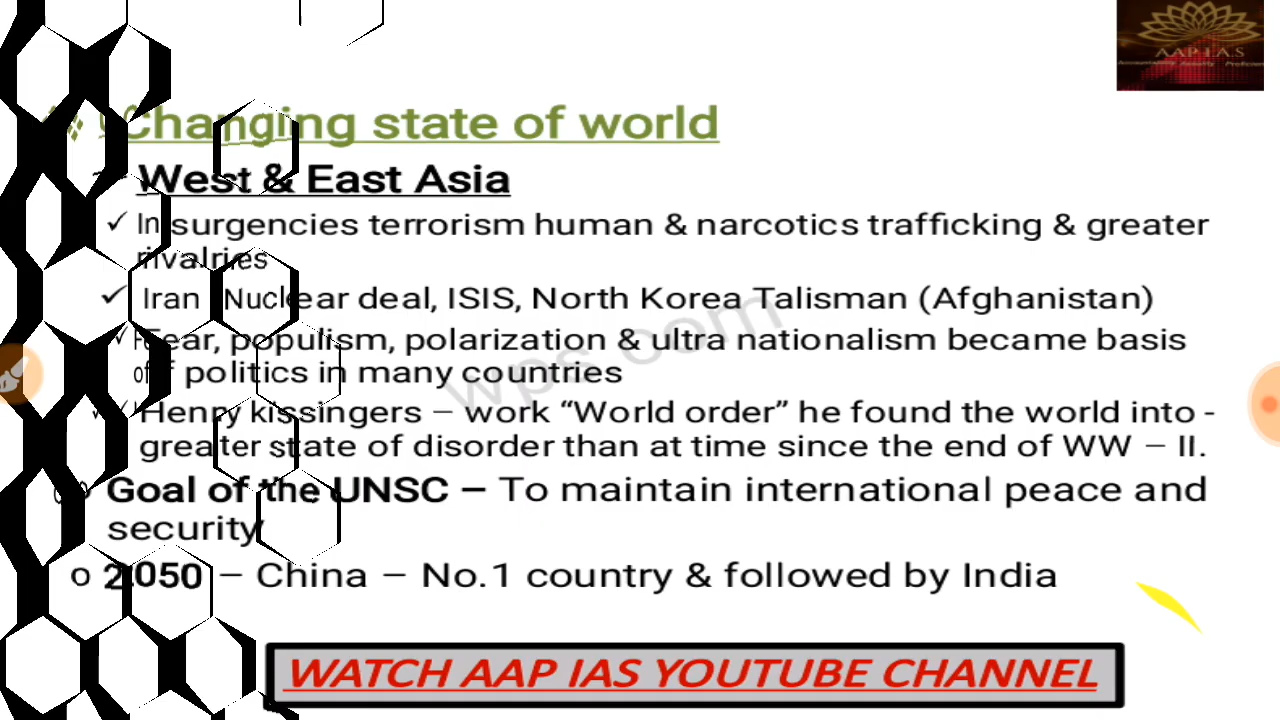 AAP I.A.S
Changing state of world
West & East Asia
✓ Insurgencies terrorism human & narcotics trafficking & greater
rivalries
✓ Iran Nuclear deal, ISIS, North Korea Talisman (Afghanistan)
✓ Fear, populism, polarization & ultra nationalism became basis
of politics in many countries
✓ Henry kissingers – work “World order” he found the world into -
greater state of disorder than at time since the end of WW – II.
Goal of the UNSC – To maintain international peace and
security
o 2050 – China – No.1 country & followed by India
wps.com
WATCH AAP IAS YOUTUBE CHANNEL